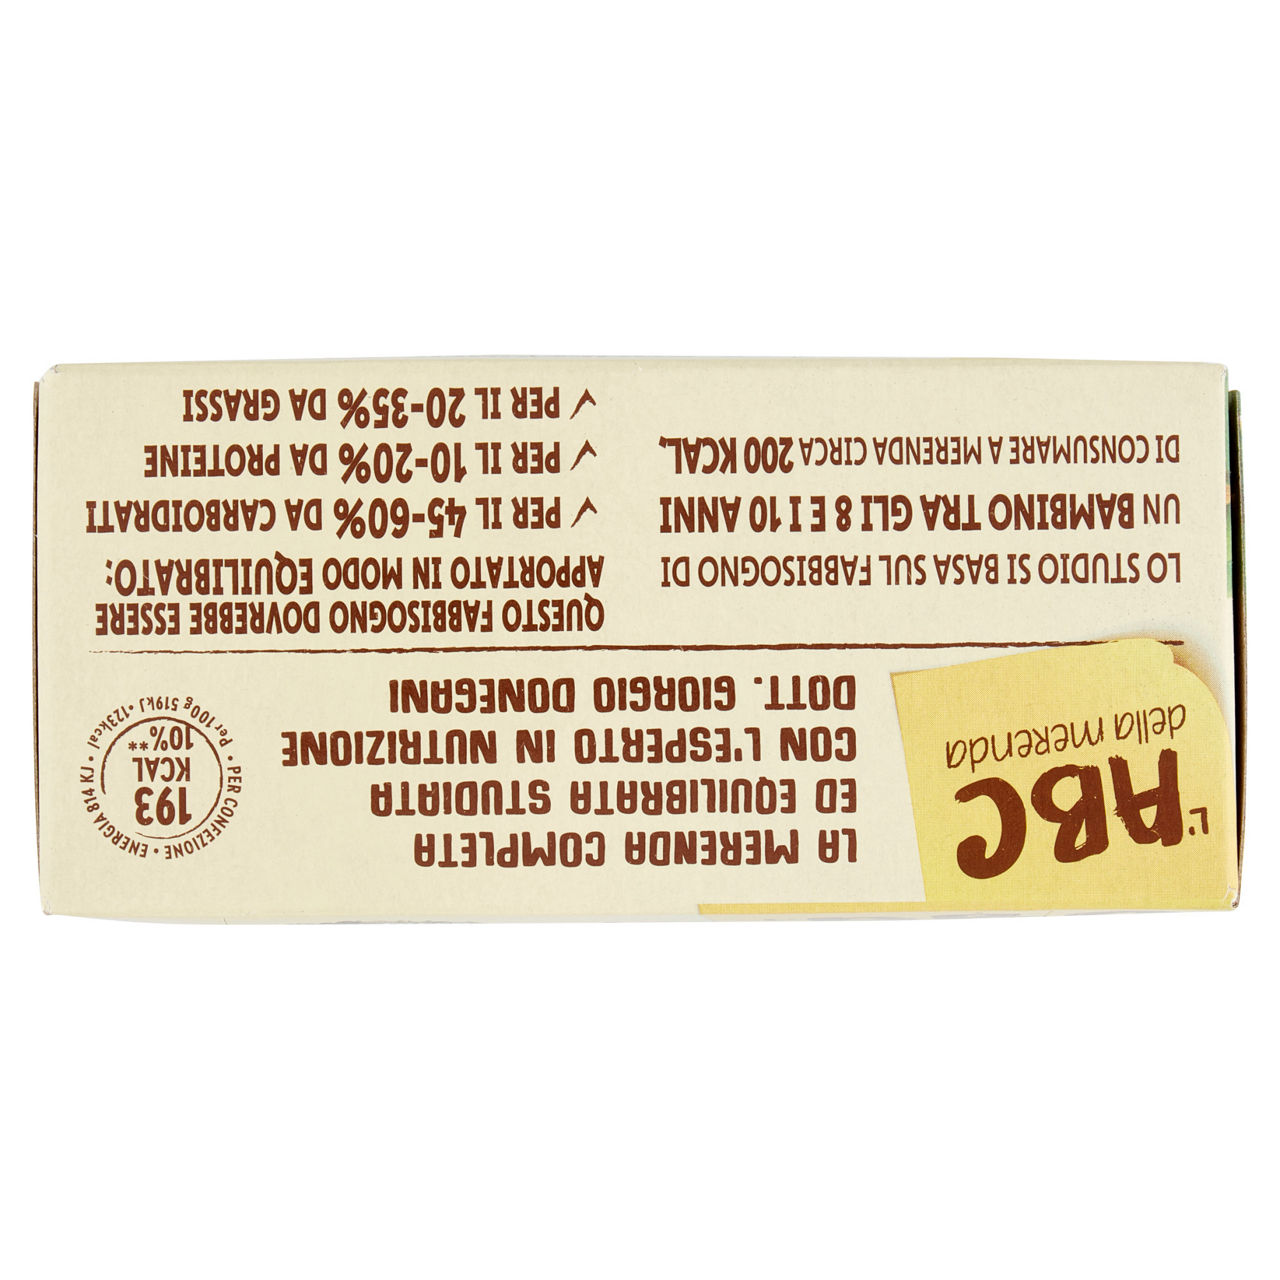 L'ABC
della merenda
LA MERENDA COMPLETA
ED EQUILIBRATA STUDIATA
CON L'ESPERTO IN NUTRIZIONE
DOTT. GIORGIO DONEGANI
193
KCAL
10%**
PER CONFEZIONE • ENERGIA 814 KJ • Per 100g 519kJ • 123kcal •
LO STUDIO SI BASA SUL FABBISOGNO DI
UN BAMBINO TRA GLI 8 E I 10 ANNI
DI CONSUMARE A MERENDA CIRCA 200 KCAL.
QUESTO FABBISOGNO DOVREBBE ESSERE
APPORTATO IN MODO EQUILIBRATO:
✓ PER IL 45-60% DA CARBOIDRATI
✓ PER IL 10-20% DA PROTEINE
✓ PER IL 20-35% DA GRASSI